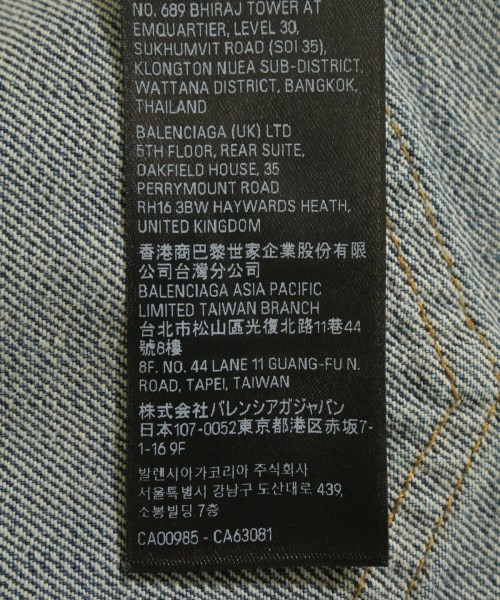 NO. 689 BHIRAJ TOWER AT
EMQUARTIER, LEVEL 30,
SUKHUMVIT ROAD (SOI 35),
KLONGTON NUEA SUB-DISTRICT,
WATTANA DISTRICT, BANGKOK,
THAILAND
BALENCIAGA (UK) LTD
5TH FLOOR, REAR SUITE,
OAKFIELD HOUSE, 35
PERRYMOUNT ROAD
RH16 3BW HAYWARDS HEATH,
UNITED KINGDOM
香港商巴黎世家企業股份有限
公司台灣分公司
BALENCIAGA ASIA PACIFIC
LIMITED TAIWAN BRANCH
台北市松山區光復北路11巷44
號8樓
8F. NO. 44 LANE 11 GUANG-FU N.
ROAD, TAPEI, TAIWAN
株式会社バレンシアガジャパン
日本107-0052東京都港区赤坂7-
1-16 9F
발렌시아가코리아 주식회사
서울특별시 강남구 도산대로 439,
소봉빌딩 7층
CA00985 - CA63081